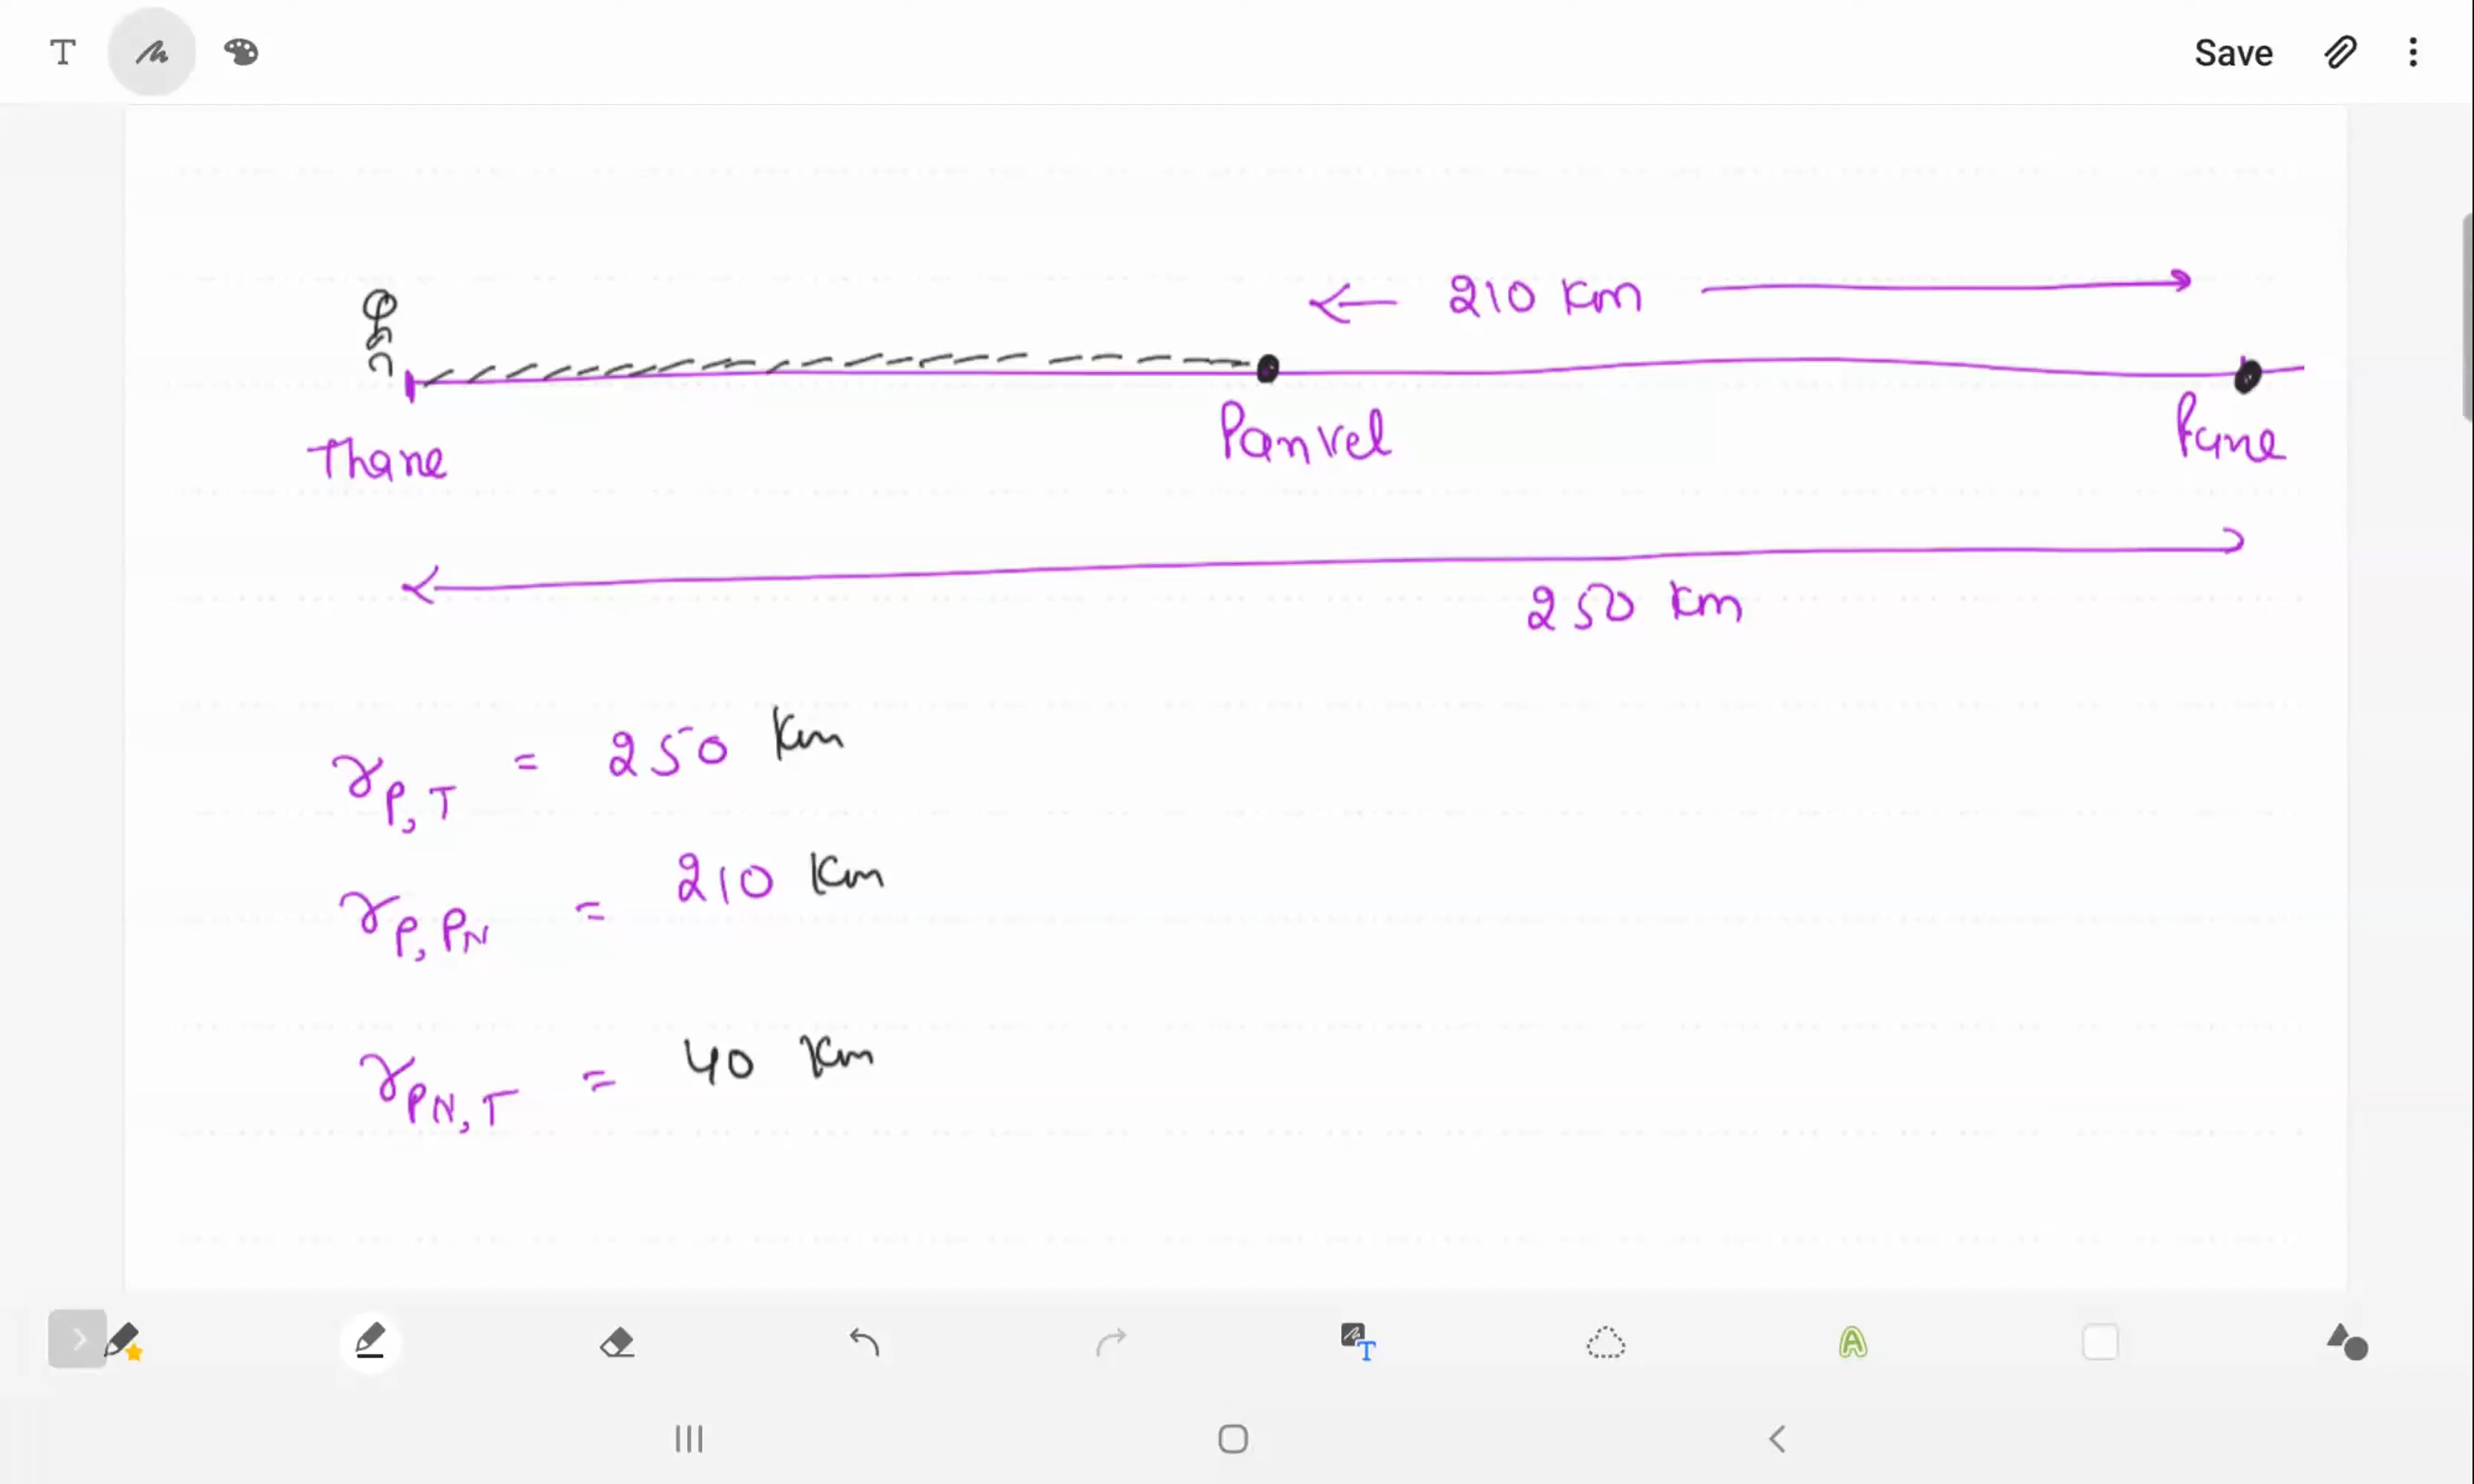 T
Save
← 210 Km →
Thane
Panvel
Pune
250 Km
r P, T = 250 Km
r P, PN = 210 Km
r PN, T = 40 Km
T
A